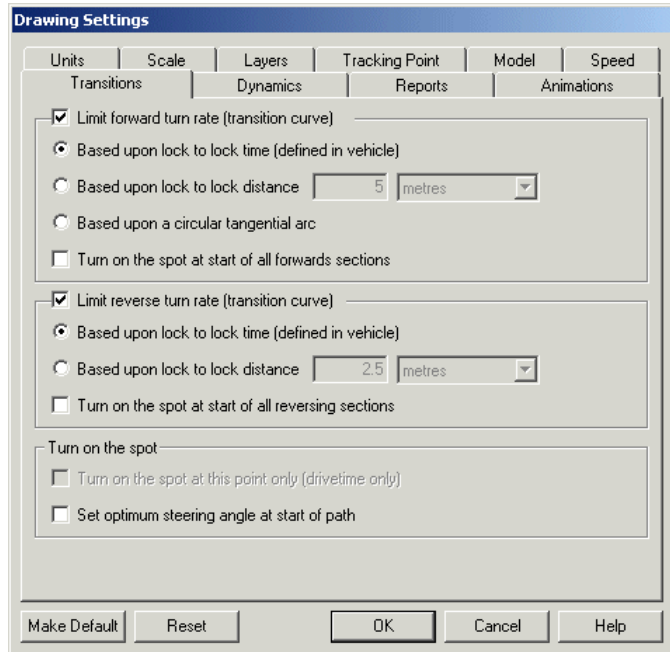 Drawing Settings
Units Scale Layers Tracking Point Model Speed
Transitions Dynamics Reports Animations
Limit forward turn rate (transition curve)
Based upon lock to lock time (defined in vehicle)
Based upon lock to lock distance 5 metres
Based upon a circular tangential arc
Turn on the spot at start of all forwards sections
Limit reverse turn rate (transition curve)
Based upon lock to lock time (defined in vehicle)
Based upon lock to lock distance 2.5 metres
Turn on the spot at start of all reversing sections
Turn on the spot
Turn on the spot at this point only (drivetime only)
Set optimum steering angle at start of path
Make Default Reset OK Cancel Help